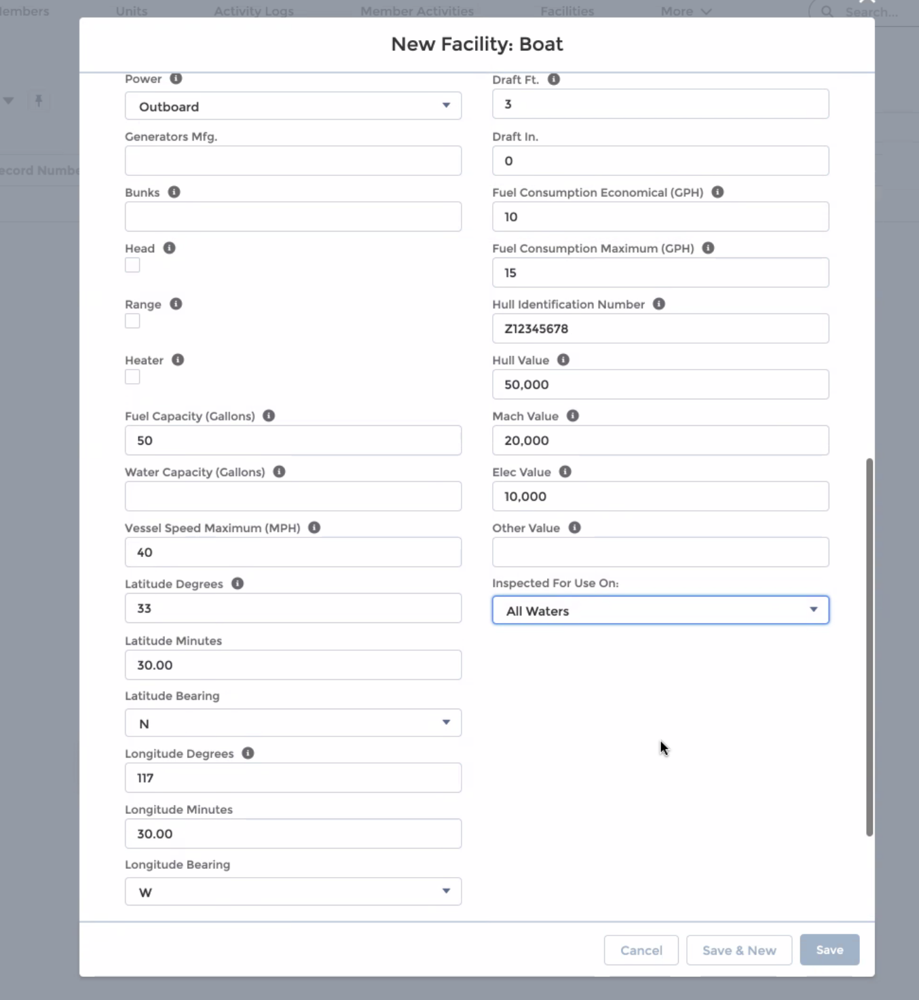 Members Units Activity Logs Member Activities Facilities More Search...
New Facility: Boat
Power
Outboard
Generators Mfg.
Bunks
Head
Range
Heater
Fuel Capacity (Gallons)
50
Water Capacity (Gallons)
Vessel Speed Maximum (MPH)
40
Latitude Degrees
33
Latitude Minutes
30.00
Latitude Bearing
N
Longitude Degrees
117
Longitude Minutes
30.00
Longitude Bearing
W
Draft Ft.
3
Draft In.
0
Fuel Consumption Economical (GPH)
10
Fuel Consumption Maximum (GPH)
15
Hull Identification Number
Z12345678
Hull Value
50,000
Mach Value
20,000
Elec Value
10,000
Other Value
Inspected For Use On:
All Waters
ecord Numbe
Cancel Save & New Save